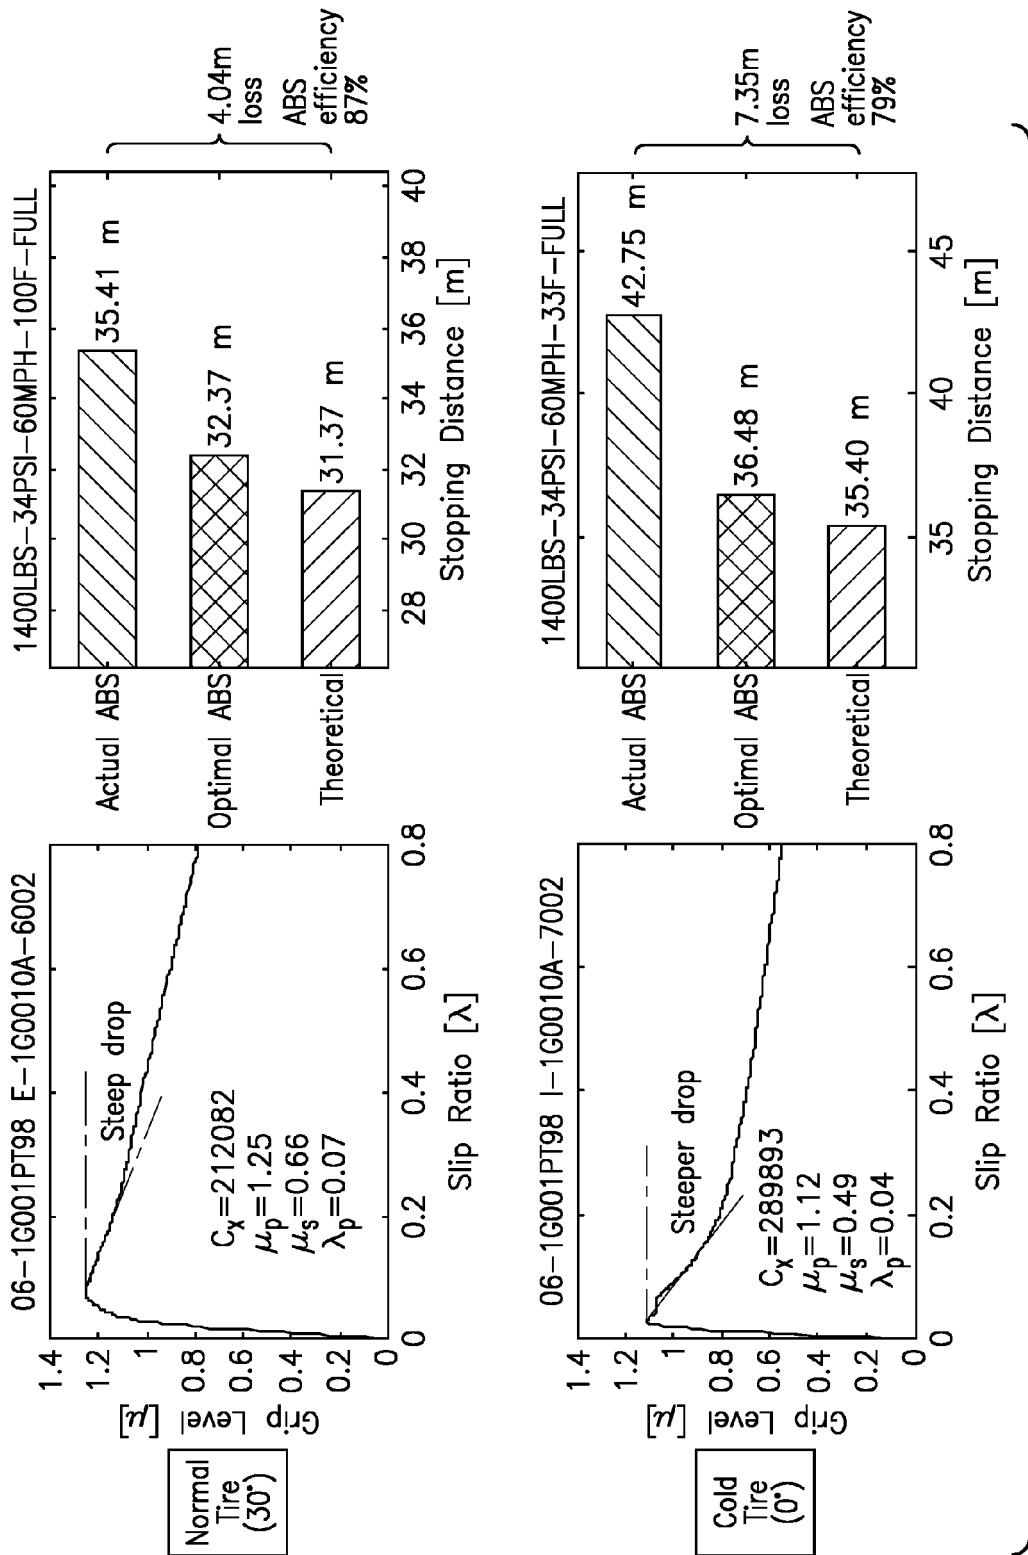 Normal
Tire
(30°)
06-1G001PT98 E-1G0010A-6002
Grip
Level [μ]
1.4
1.2
1
0.8
0.6
0.4
0.2
0
Steep drop
Cx=212082
μp=1.25
μs=0.66
λp=0.07
0
0.2
0.4
0.6
0.8
Slip Ratio [λ]
1400LBS-34PSI-60MPH-100F-FULL
Actual ABS
35.41 m
Optimal ABS
32.37 m
Theoretical
31.37 m
28
30
32
34
36
38
40
Stopping Distance [m]
4.04m
loss
ABS
efficiency
87%
Cold
Tire
(0°)
06-1G001PT98 I-1G0010A-7002
Grip
Level [μ]
1.4
1.2
1
0.8
0.6
0.4
0.2
0
Steeper drop
Cx=289893
μp=1.12
μs=0.49
λp=0.04
0
0.2
0.4
0.6
0.8
Slip Ratio [λ]
1400LBS-34PSI-60MPH-33F-FULL
Actual ABS
42.75 m
Optimal ABS
36.48 m
Theoretical
35.40 m
35
40
45
Stopping Distance [m]
7.35m
loss
ABS
efficiency
79%